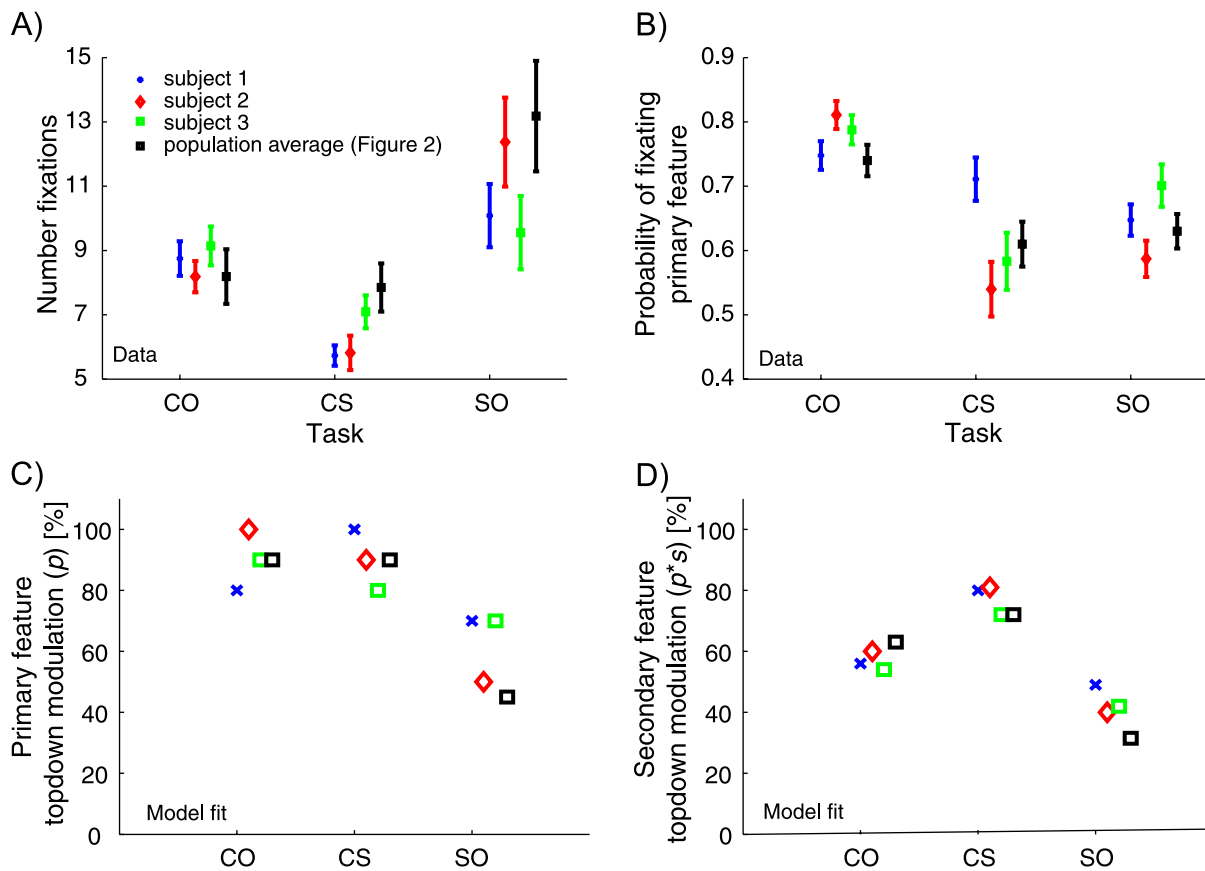 A)
Number fixations
15
13
11
9
7
5
subject 1
subject 2
subject 3
population average (Figure 2)
Data
CO
CS
SO
Task
B)
Probability of fixating
primary feature
0.9
0.8
0.7
0.6
0.5
0.4
Data
CO
CS
SO
Task
C)
Primary feature
topdown modulation (p) [%]
100
80
60
40
20
0
Model fit
CO
CS
SO
D)
Secondary feature
topdown modulation (p*s) [%]
100
80
60
40
20
0
Model fit
CO
CS
SO